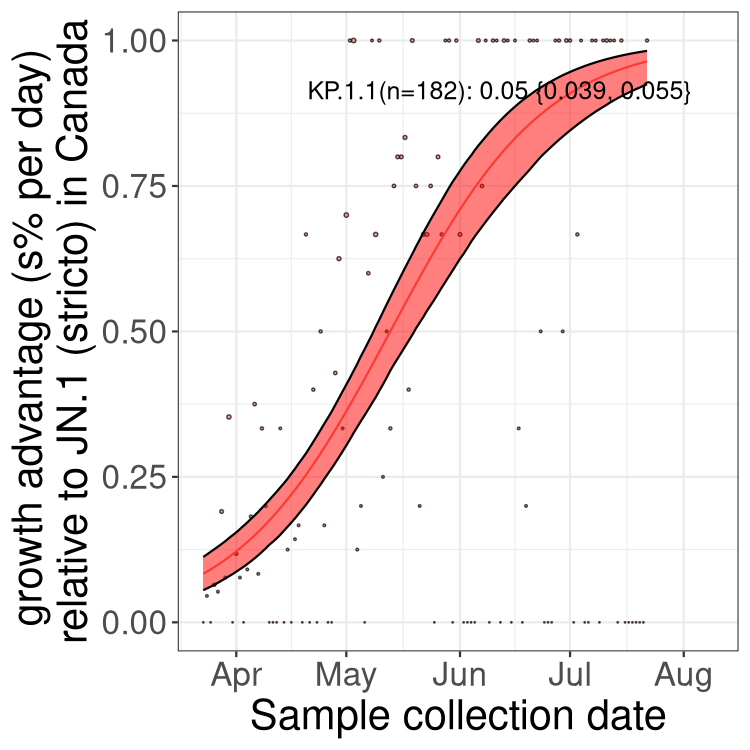 growth advantage (s% per day)
relative to JN.1 (stricto) in Canada
1.00
0.75
0.50
0.25
0.00
KP.1.1(n=182): 0.05 {0.039, 0.055}
Apr May Jun Jul Aug
Sample collection date